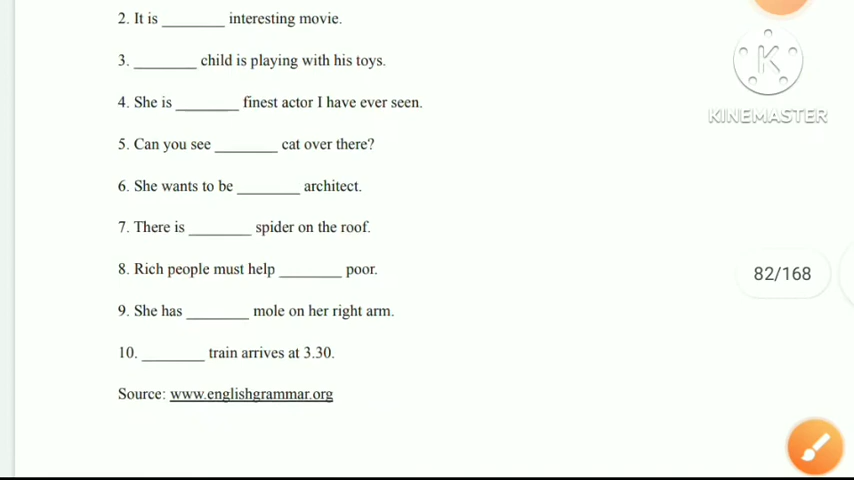 2. It is ________ interesting movie.
3. ________ child is playing with his toys.
4. She is ________ finest actor I have ever seen.
5. Can you see ________ cat over there?
6. She wants to be ________ architect.
7. There is ________ spider on the roof.
8. Rich people must help ________ poor.
9. She has ________ mole on her right arm.
10. ________ train arrives at 3.30.
Source: www.englishgrammar.org
K
KINEMASTER
82/168